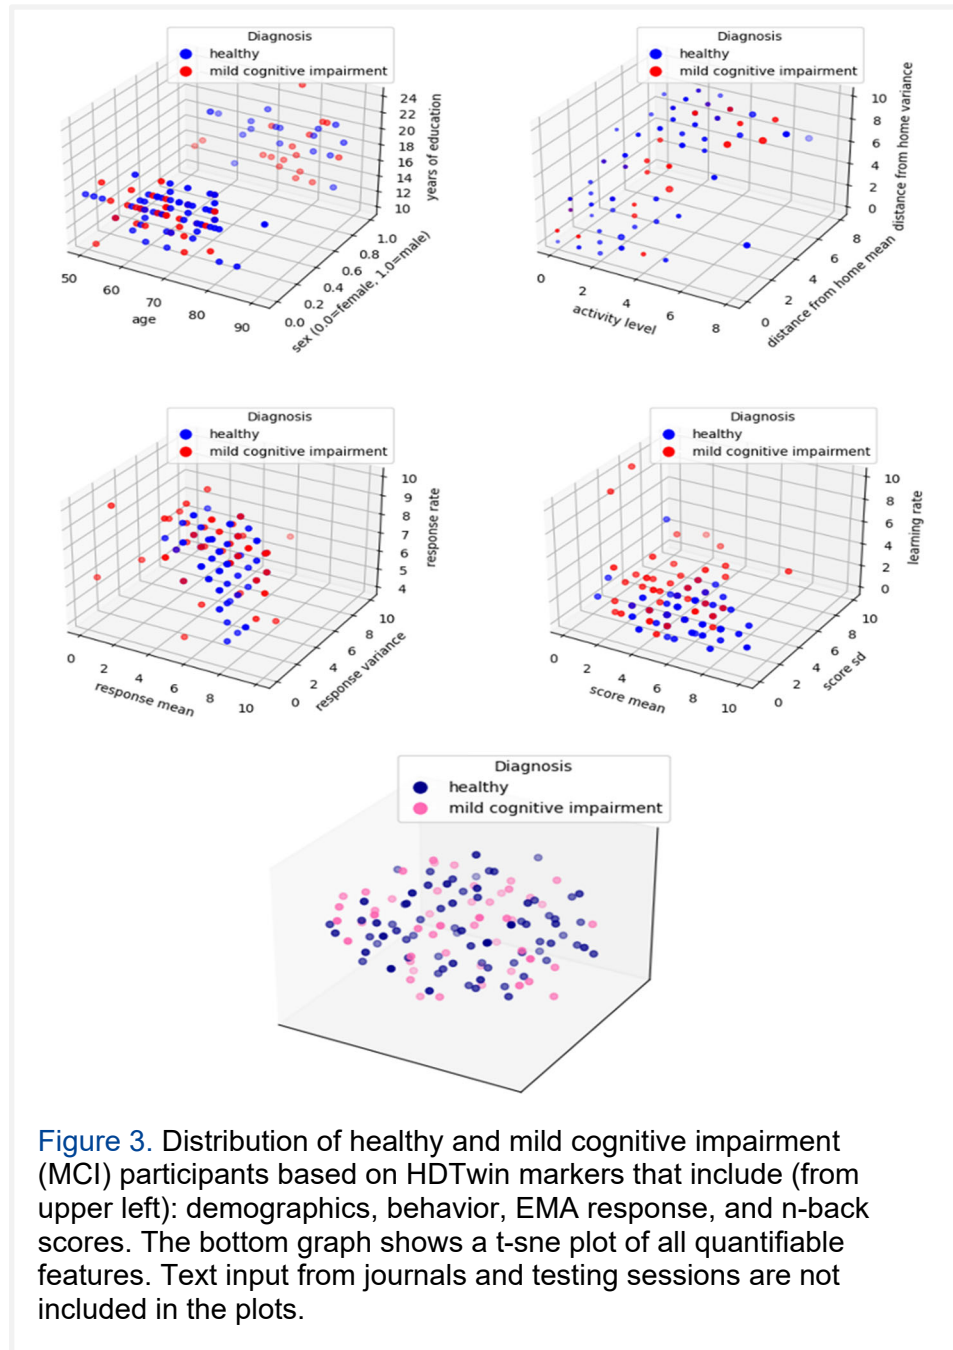 Diagnosis
healthy
mild cognitive impairment
24
22
20
18
16
14
12
10
years of education
50
60
70
80
90
age
0.0
0.2
0.4
0.6
0.8
1.0
sex (0.0=female, 1.0=male)
Diagnosis
healthy
mild cognitive impairment
10
8
6
4
2
0
distance from home variance
0
2
4
6
8
activity level
0
2
4
6
8
distance from home mean
Diagnosis
healthy
mild cognitive impairment
10
9
8
7
6
5
4
response rate
0
2
4
6
8
10
response mean
0
2
4
6
8
10
response variance
Diagnosis
healthy
mild cognitive impairment
10
8
6
4
2
0
learning rate
0
2
4
6
8
10
score mean
0
2
4
6
8
10
score sd
Diagnosis
healthy
mild cognitive impairment
Figure 3. Distribution of healthy and mild cognitive impairment
(MCI) participants based on HDTwin markers that include (from
upper left): demographics, behavior, EMA response, and n-back
scores. The bottom graph shows a t-sne plot of all quantifiable
features. Text input from journals and testing sessions are not
included in the plots.